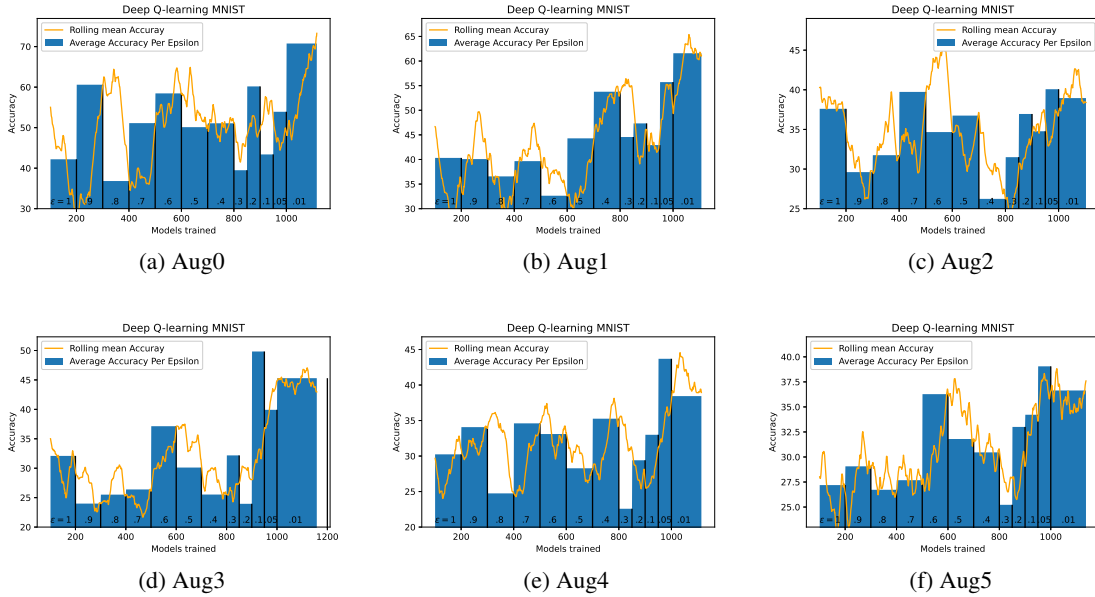 Deep Q-learning MNIST
Rolling mean Accuray
Average Accuracy Per Epsilon
Accuracy
70
60
50
40
30
ε = 1 .9 .8 .7 .6 .5 .4 .3 .2 .1 .05 .01
200 400 600 800 1000
Models trained
(a) Aug0
Deep Q-learning MNIST
Rolling mean Accuray
Average Accuracy Per Epsilon
Accuracy
65
60
55
50
45
40
35
30
ε = 1 .9 .8 .7 .6 .5 .4 .3 .2 .1 .05 .01
200 400 600 800 1000
Models trained
(b) Aug1
Deep Q-learning MNIST
Rolling mean Accuray
Average Accuracy Per Epsilon
Accuracy
45
40
35
30
25
ε = 1 .9 .8 .7 .6 .5 .4 .3 .2 .1 .05 .01
200 400 600 800 1000
Models trained
(c) Aug2
Deep Q-learning MNIST
Rolling mean Accuray
Average Accuracy Per Epsilon
Accuracy
50
45
40
35
30
25
20
ε = 1 .9 .8 .7 .6 .5 .4 .3 .2 .1 .05 .01
200 400 600 800 1000 1200
Models trained
(d) Aug3
Deep Q-learning MNIST
Rolling mean Accuray
Average Accuracy Per Epsilon
Accuracy
45
40
35
30
25
20
ε = 1 .9 .8 .7 .6 .5 .4 .3 .2 .1 .05 .01
200 400 600 800 1000
Models trained
(e) Aug4
Deep Q-learning MNIST
Rolling mean Accuray
Average Accuracy Per Epsilon
Accuracy
40.0
37.5
35.0
32.5
30.0
27.5
25.0
ε = 1 .9 .8 .7 .6 .5 .4 .3 .2 .1 .05 .01
200 400 600 800 1000
Models trained
(f) Aug5